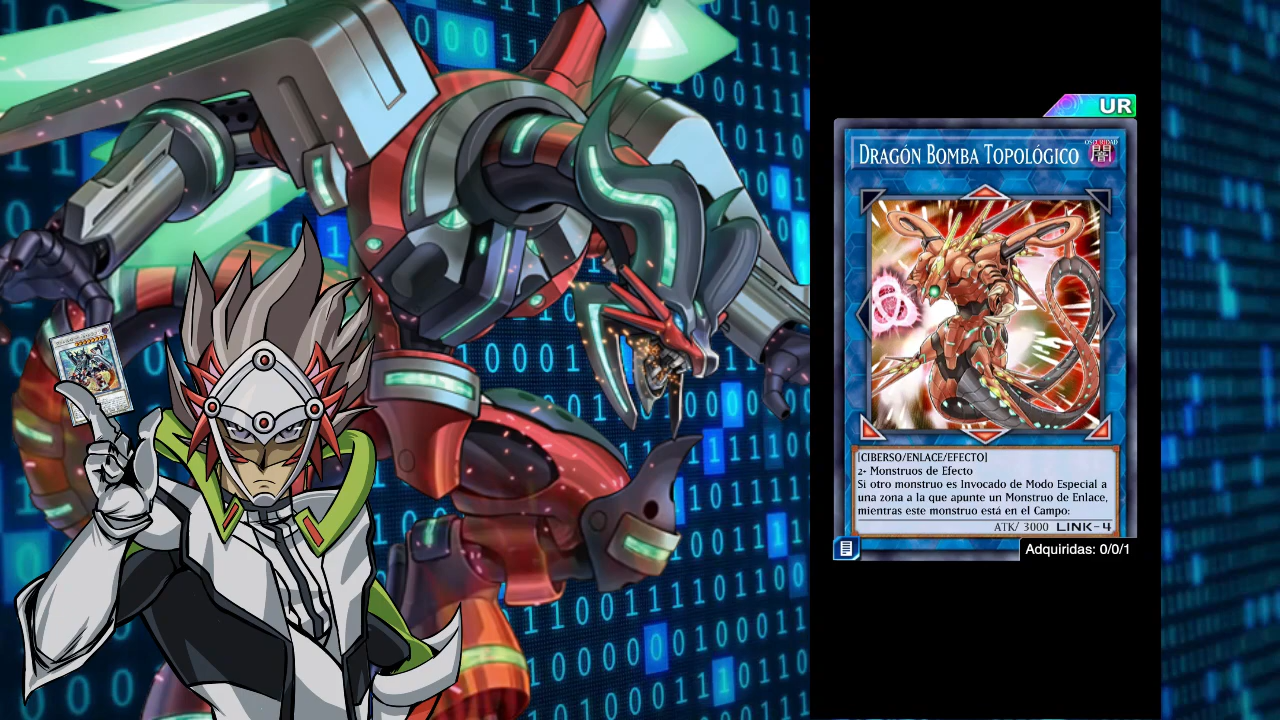 UR
DRAGÓN BOMBA TOPOLÓGICO
OSCURIDAD
闇
[CIBERSO/ENLACE/EFECTO]
2+ Monstruos de Efecto
Si otro monstruo es Invocado de Modo Especial a
una zona a la que apunte un Monstruo de Enlace,
mientras este monstruo está en el Campo:
ATK/ 3000 LINK-4
Adquiridas: 0/0/1